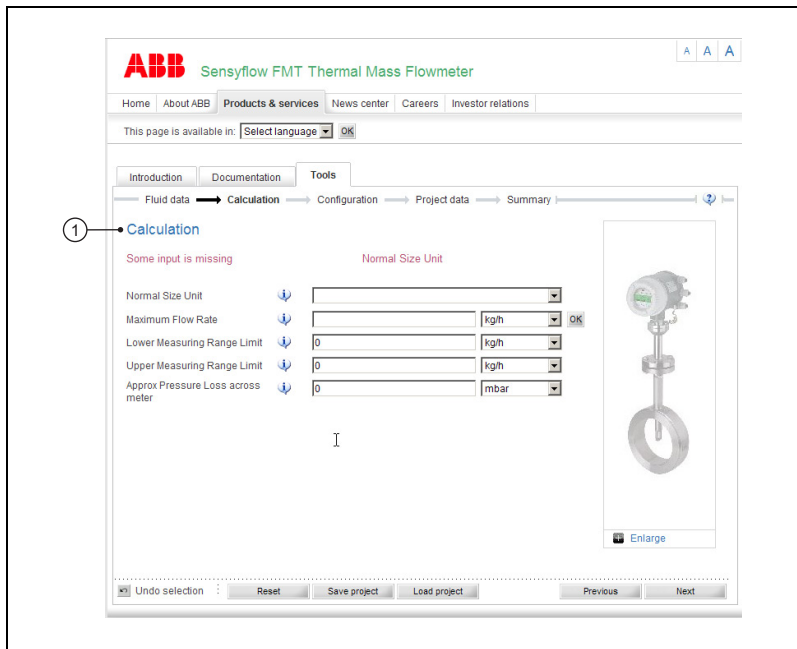 A A A
ABB Sensyflow FMT Thermal Mass Flowmeter
Home About ABB Products & services News center Careers Investor relations
This page is available in: Select language OK
Introduction Documentation Tools
Fluid data Calculation Configuration Project data Summary ?
1 Calculation
Some input is missing Normal Size Unit
Normal Size Unit i
Maximum Flow Rate i kg/h OK
Lower Measuring Range Limit i 0 kg/h
Upper Measuring Range Limit i 0 kg/h
Approx Pressure Loss across
meter i 0 mbar
Enlarge
Undo selection Reset Save project Load project Previous Next